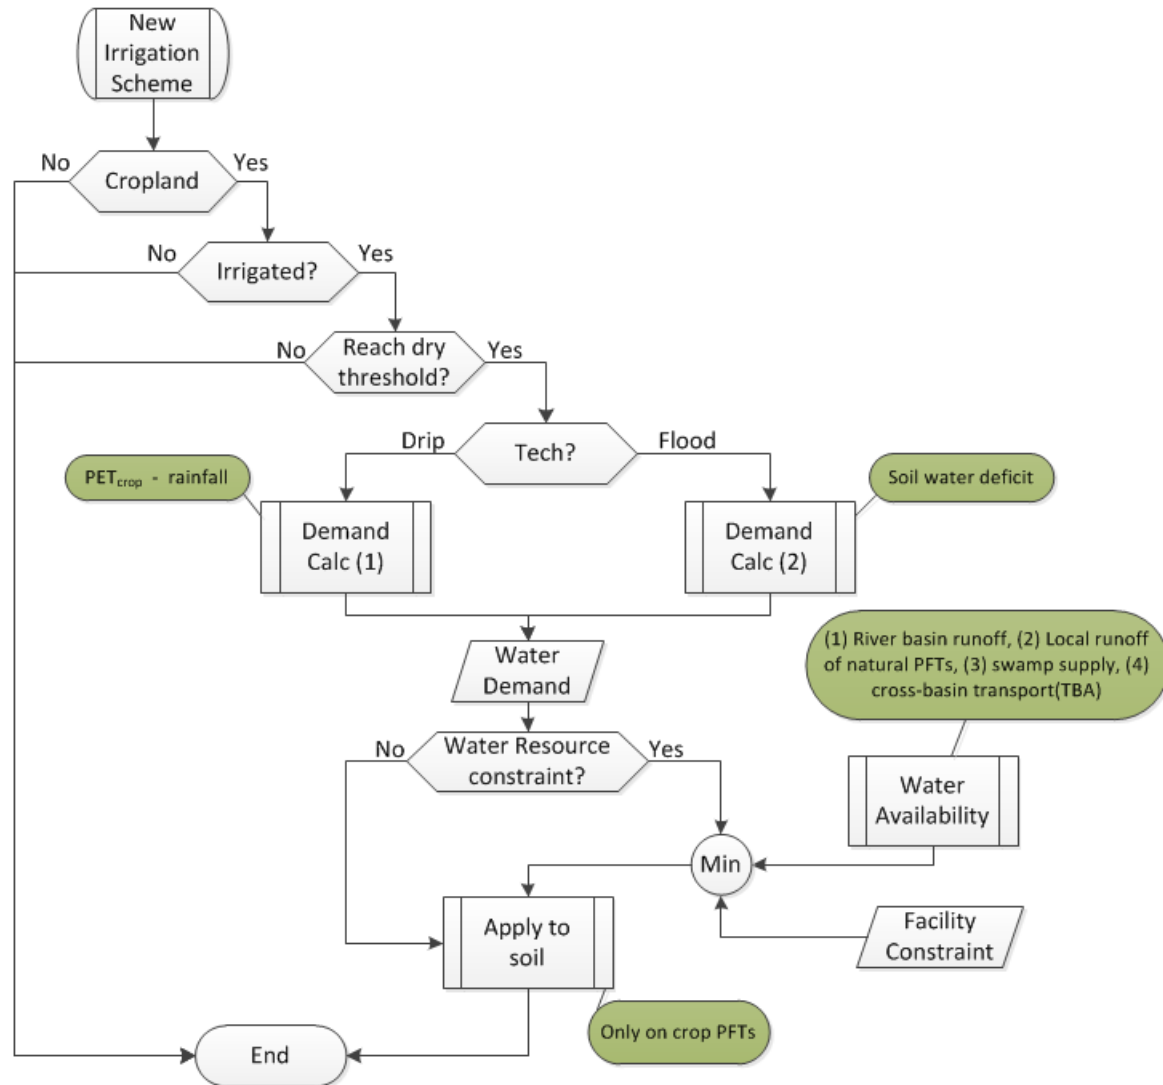 New
Irrigation
Scheme
No
Yes
Cropland
No
Yes
Irrigated?
No
Yes
Reach dry
threshold?
Drip
Flood
Tech?
PETcrop - rainfall
Soil water deficit
Demand
Calc (1)
Demand
Calc (2)
(1) River basin runoff, (2) Local runoff
of natural PFTs, (3) swamp supply, (4)
cross-basin transport(TBA)
Water
Demand
No
Yes
Water Resource
constraint?
Water
Availability
Min
Apply to
soil
Facility
Constraint
Only on crop PFTs
End